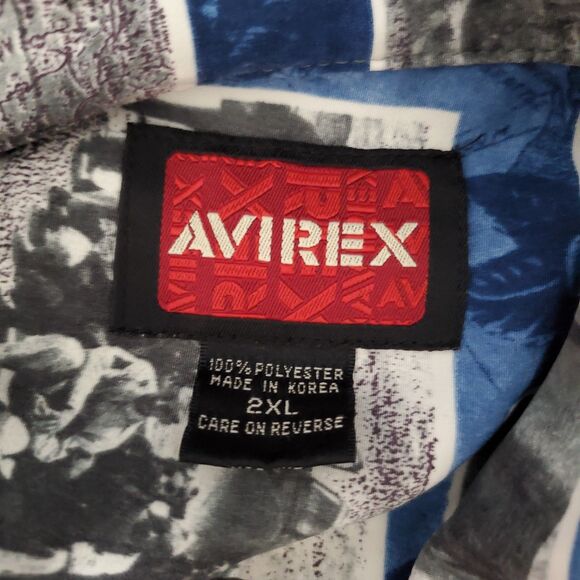 AVIREX
100% POLYESTER
MADE IN KOREA
2XL
CARE ON REVERSE